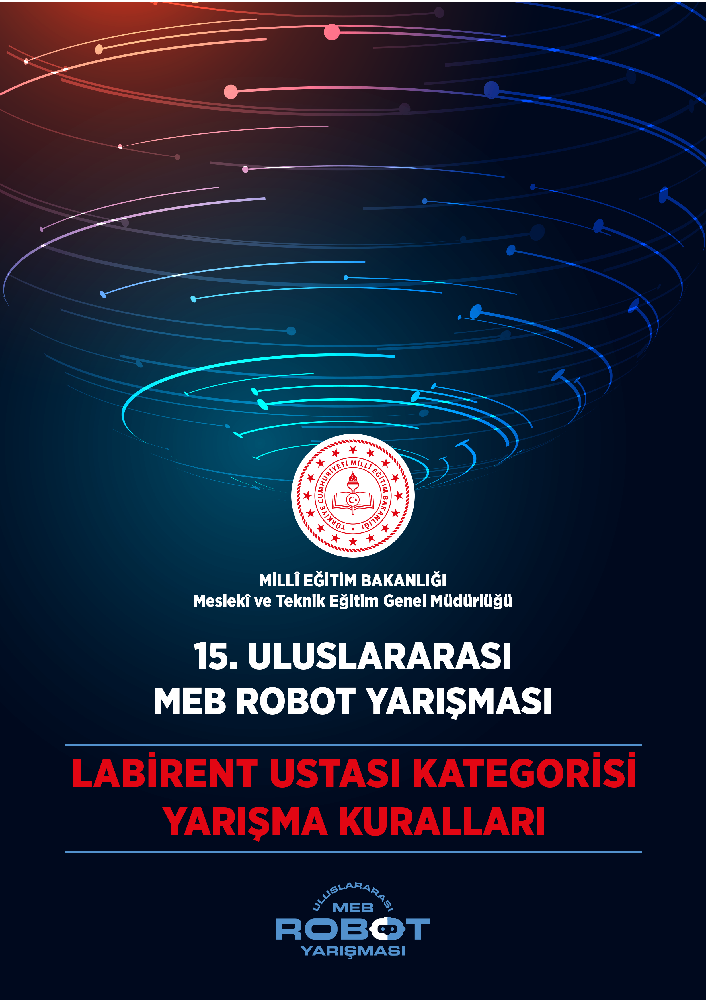 TÜRKİYE CUMHURİYETİ MİLLÎ EĞİTİM BAKANLIĞI
MİLLÎ EĞİTİM BAKANLIĞI
Meslekî ve Teknik Eğitim Genel Müdürlüğü
15. ULUSLARARASI
MEB ROBOT YARIŞMASI
LABİRENT USTASI KATEGORİSİ
YARIŞMA KURALLARI
ULUSLARARASI
MEB
ROBOT
YARIŞMASI